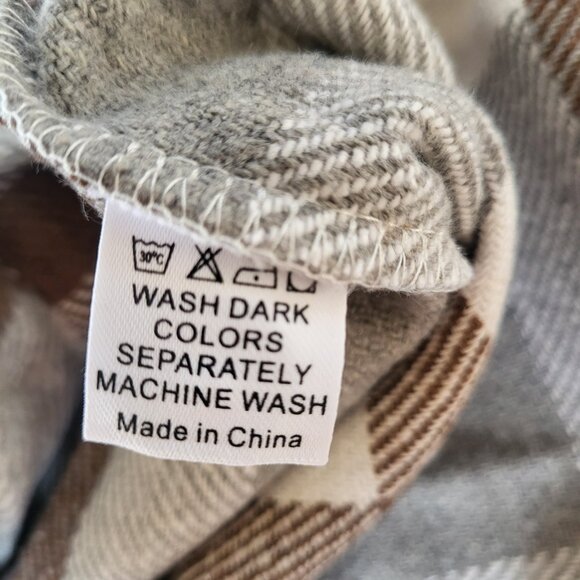 30°C
WASH DARK
COLORS
SEPARATELY
MACHINE WASH
Made in China